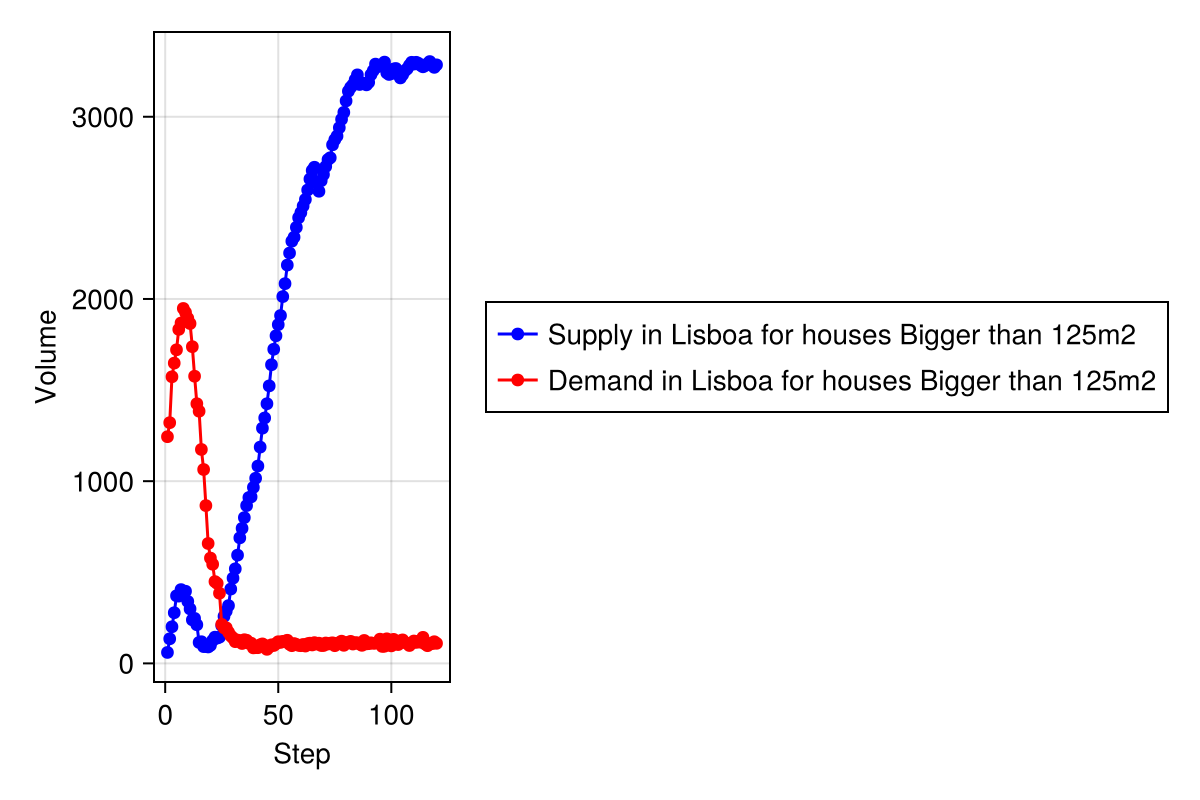 Volume
3000
2000
1000
0
0 50 100
Step
Supply in Lisboa for houses Bigger than 125m2
Demand in Lisboa for houses Bigger than 125m2